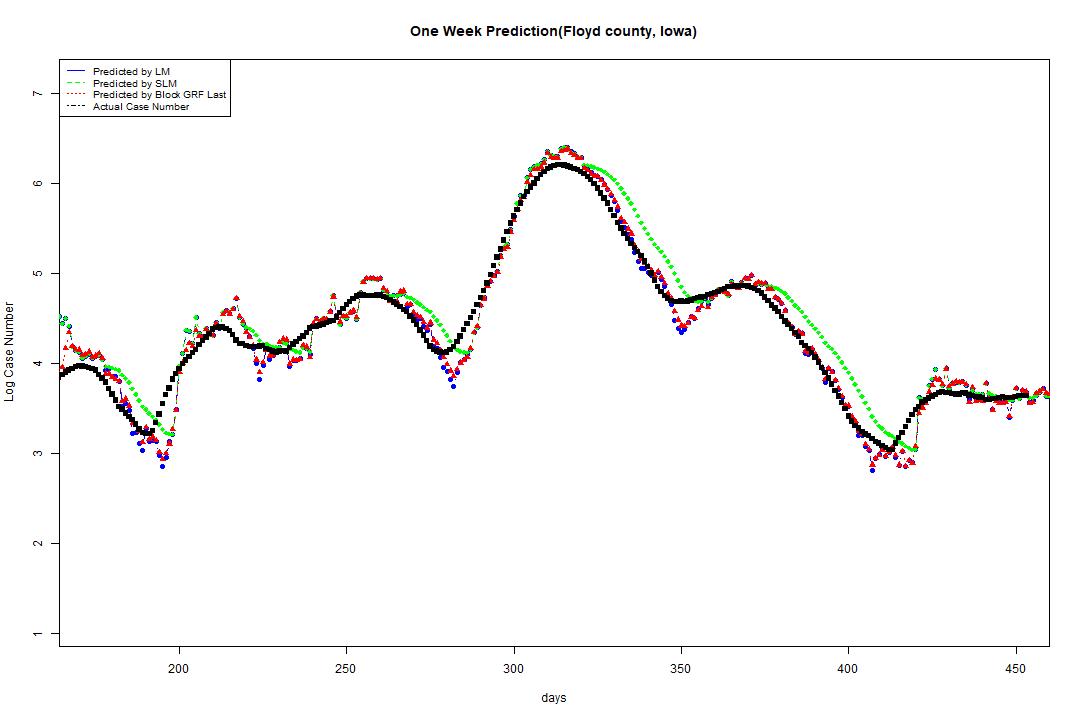 One Week Prediction(Floyd county, Iowa)
Predicted by LM
Predicted by SLM
Predicted by Block GRF Last
Actual Case Number
7
6
5
4
3
2
1
Log Case Number
200 250 300 350 400 450
days